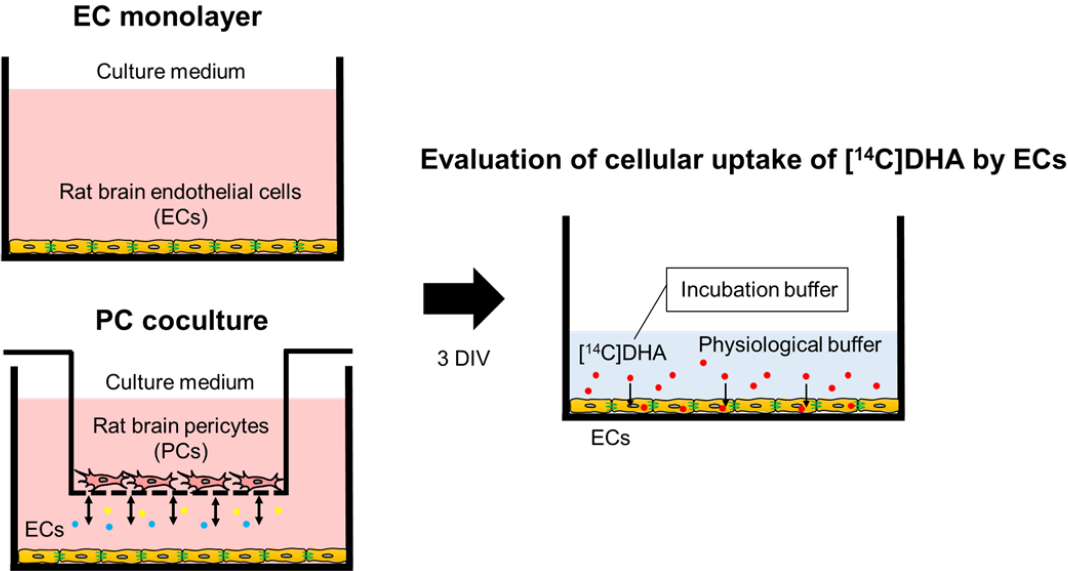 EC monolayer
Culture medium
Rat brain endothelial cells
(ECs)
PC coculture
Culture medium
Rat brain pericytes
(PCs)
ECs
3 DIV
Evaluation of cellular uptake of [¹⁴C]DHA by ECs
Incubation buffer
[¹⁴C]DHA
Physiological buffer
ECs